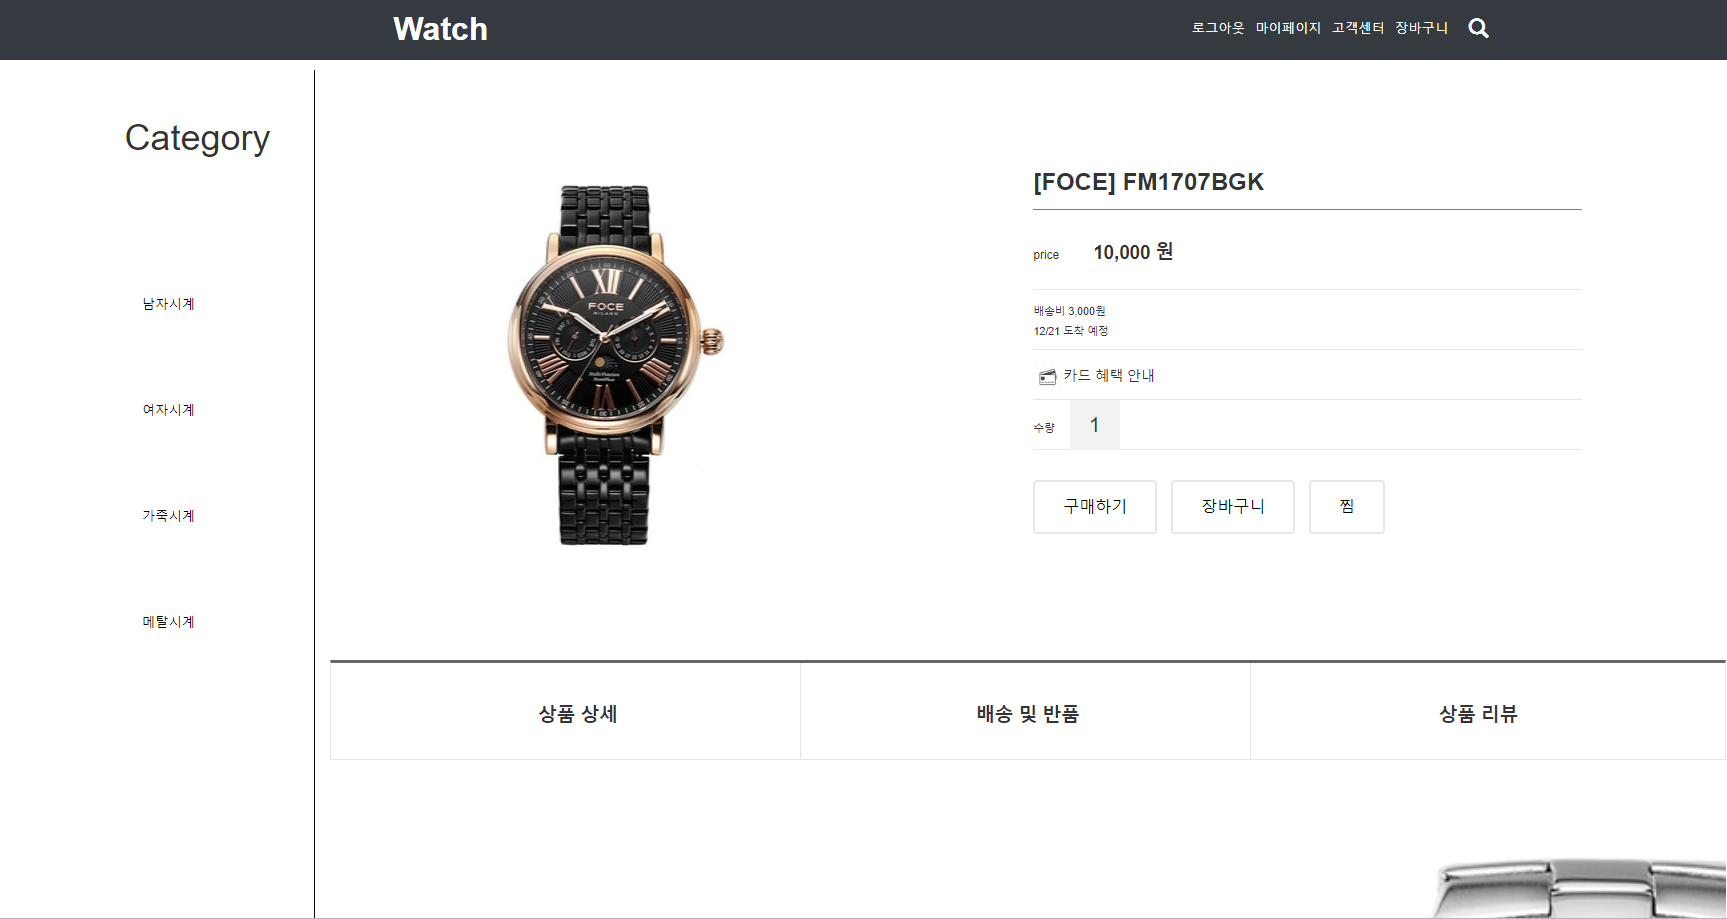 Watch
로그아웃 마이페이지 고객센터 장바구니
Category
남자시계
여자시계
가죽시계
메탈시계
XII
FOCE
MILANO
[FOCE] FM1707BGK
price 10,000 원
배송비 3,000원
12/21 도착 예정
카드 혜택 안내
수량 1
구매하기 장바구니 찜
상품 상세 배송 및 반품 상품 리뷰